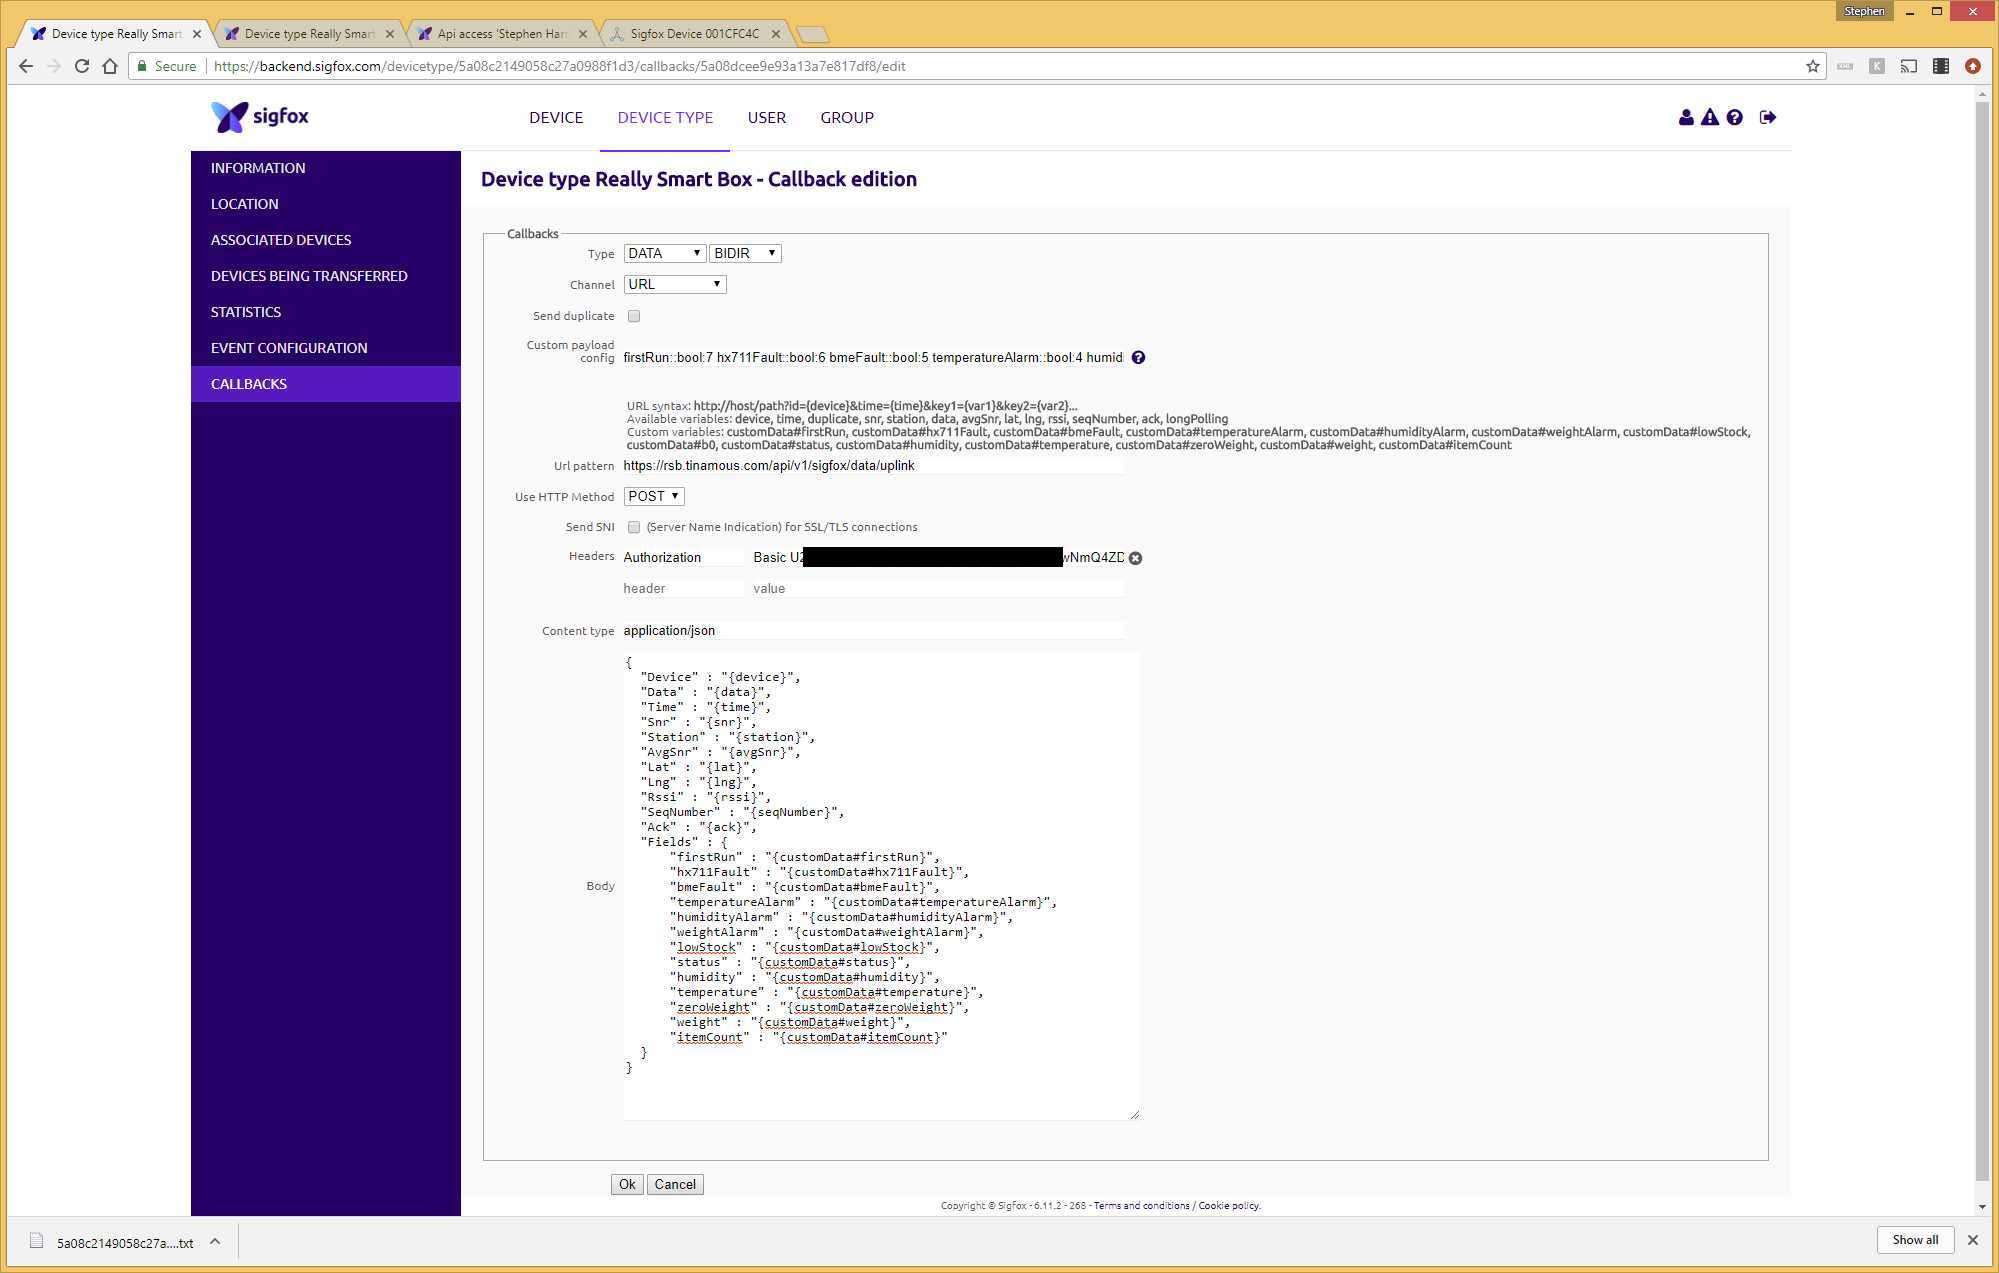 Stephen
Device type Really Smart
Device type Really Smart
Api access 'Stephen Harr
Sigfox Device 001CFC4C
Secure
https://backend.sigfox.com/devicetype/5a08c2149058c27a0988f1d3/callbacks/5a08dcee9e93a13a7e817df8/edit
sigfox
DEVICE
DEVICE TYPE
USER
GROUP
INFORMATION
LOCATION
ASSOCIATED DEVICES
DEVICES BEING TRANSFERRED
STATISTICS
EVENT CONFIGURATION
CALLBACKS
Device type Really Smart Box - Callback edition
Callbacks
Type DATA BIDIR
Channel URL
Send duplicate
Custom payload config firstRun::bool:7 hx711Fault::bool:6 bmeFault::bool:5 temperatureAlarm::bool:4 humid
URL syntax: http://host/path?id={device}&time={time}&key1={var1}&key2={var2}...
Available variables: device, time, duplicate, snr, station, data, avgSnr, lat, lng, rssi, seqNumber, ack, longPolling
Custom variables: customData#firstRun, customData#hx711Fault, customData#bmeFault, customData#temperatureAlarm, customData#humidityAlarm, customData#weightAlarm, customData#lowStock,
customData#b0, customData#status, customData#humidity, customData#temperature, customData#zeroWeight, customData#weight, customData#itemCount
Url pattern https://rsb.tinamous.com/api/v1/sigfox/data/uplink
Use HTTP Method POST
Send SNI (Server Name Indication) for SSL/TLS connections
Headers Authorization Basic U2 wNmQ4ZD
header value
Content type application/json
Body
{
"Device" : "{device}",
"Data" : "{data}",
"Time" : "{time}",
"Snr" : "{snr}",
"Station" : "{station}",
"AvgSnr" : "{avgSnr}",
"Lat" : "{lat}",
"Lng" : "{lng}",
"Rssi" : "{rssi}",
"SeqNumber" : "{seqNumber}",
"Ack" : "{ack}",
"Fields" : {
"firstRun" : "{customData#firstRun}",
"hx711Fault" : "{customData#hx711Fault}",
"bmeFault" : "{customData#bmeFault}",
"temperatureAlarm" : "{customData#temperatureAlarm}",
"humidityAlarm" : "{customData#humidityAlarm}",
"weightAlarm" : "{customData#weightAlarm}",
"lowStock" : "{customData#lowStock}",
"status" : "{customData#status}",
"humidity" : "{customData#humidity}",
"temperature" : "{customData#temperature}",
"zeroWeight" : "{customData#zeroWeight}",
"weight" : "{customData#weight}",
"itemCount" : "{customData#itemCount}"
}
}
Ok
Cancel
Copyright © Sigfox - 6.11.2 - 268 - Terms and conditions / Cookie policy.
5a08c2149058c27a....txt
Show all